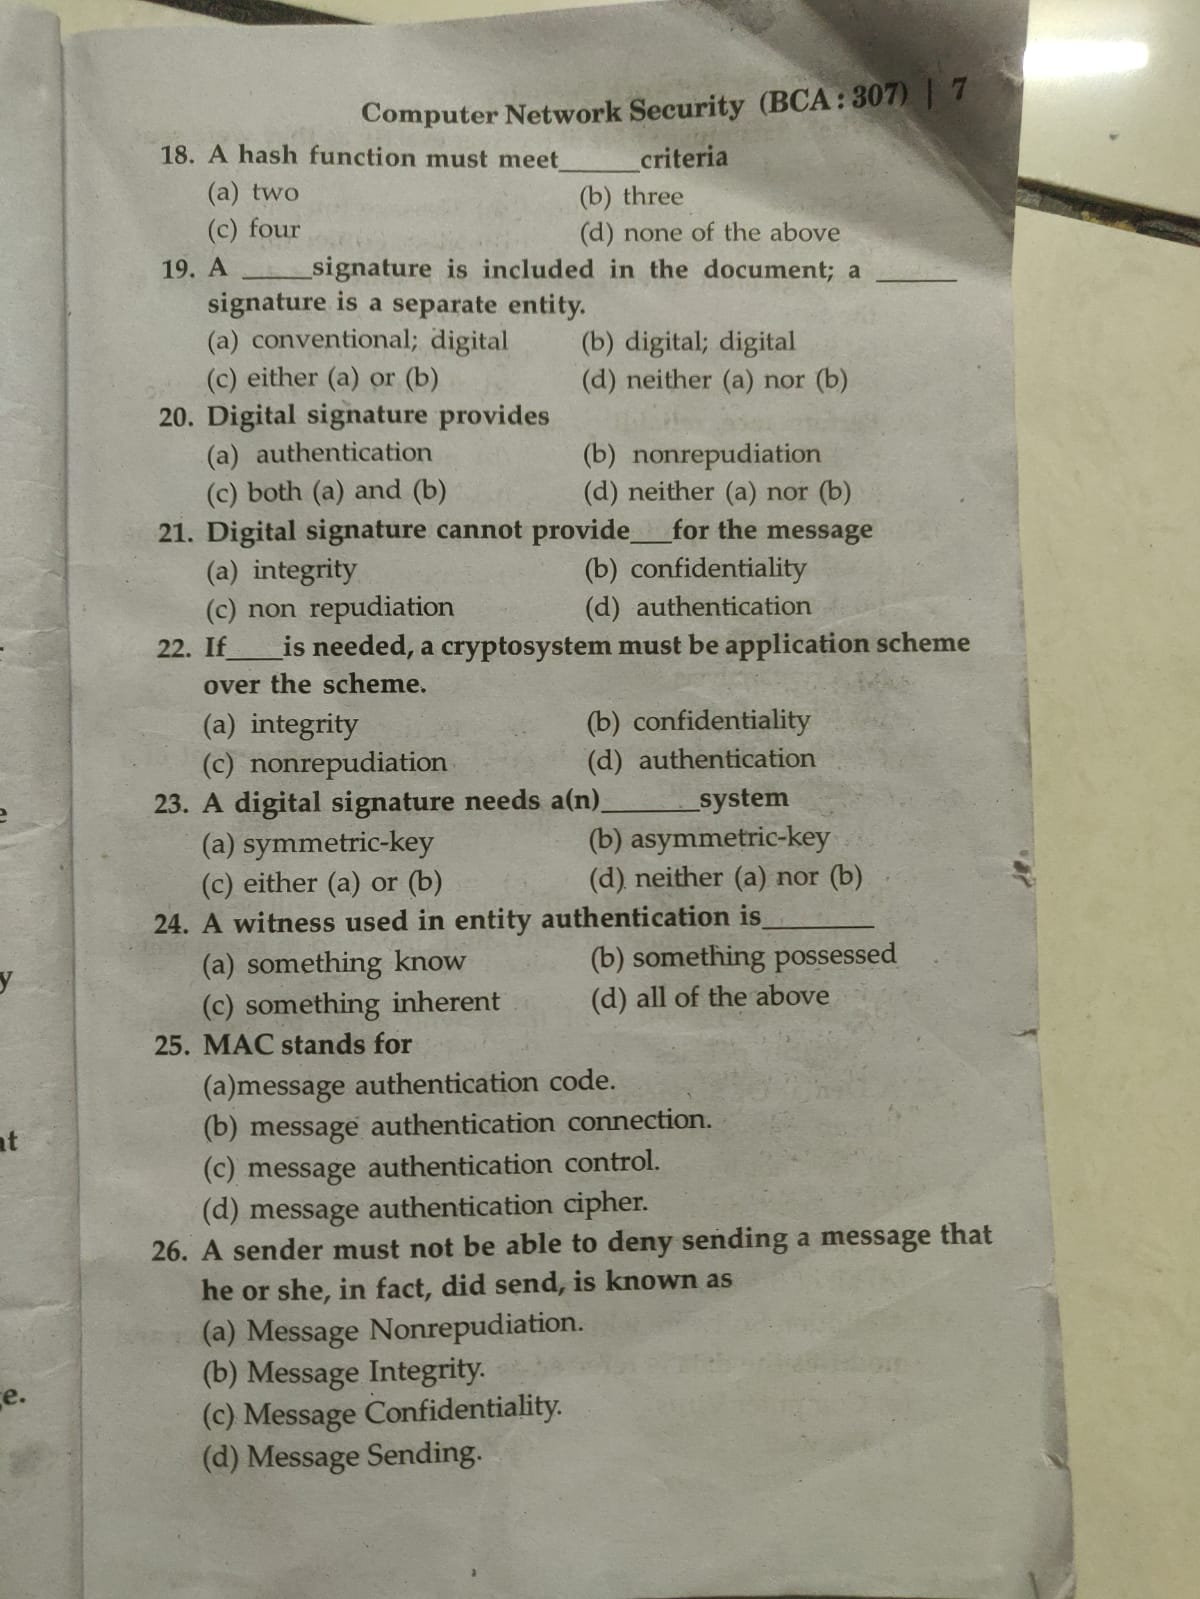 Computer Network Security (BCA : 307) | 7
18. A hash function must meet______criteria
(a) two (b) three
(c) four (d) none of the above
19. A _____signature is included in the document; a ______
signature is a separate entity.
(a) conventional; digital (b) digital; digital
(c) either (a) or (b) (d) neither (a) nor (b)
20. Digital signature provides
(a) authentication (b) nonrepudiation
(c) both (a) and (b) (d) neither (a) nor (b)
21. Digital signature cannot provide___for the message
(a) integrity (b) confidentiality
(c) non repudiation (d) authentication
22. If____is needed, a cryptosystem must be application scheme
over the scheme.
(a) integrity (b) confidentiality
(c) nonrepudiation (d) authentication
23. A digital signature needs a(n)_______system
(a) symmetric-key (b) asymmetric-key
(c) either (a) or (b) (d) neither (a) nor (b)
24. A witness used in entity authentication is________
(a) something know (b) something possessed
(c) something inherent (d) all of the above
25. MAC stands for
(a)message authentication code.
(b) message authentication connection.
(c) message authentication control.
(d) message authentication cipher.
26. A sender must not be able to deny sending a message that
he or she, in fact, did send, is known as
(a) Message Nonrepudiation.
(b) Message Integrity.
(c) Message Confidentiality.
(d) Message Sending.